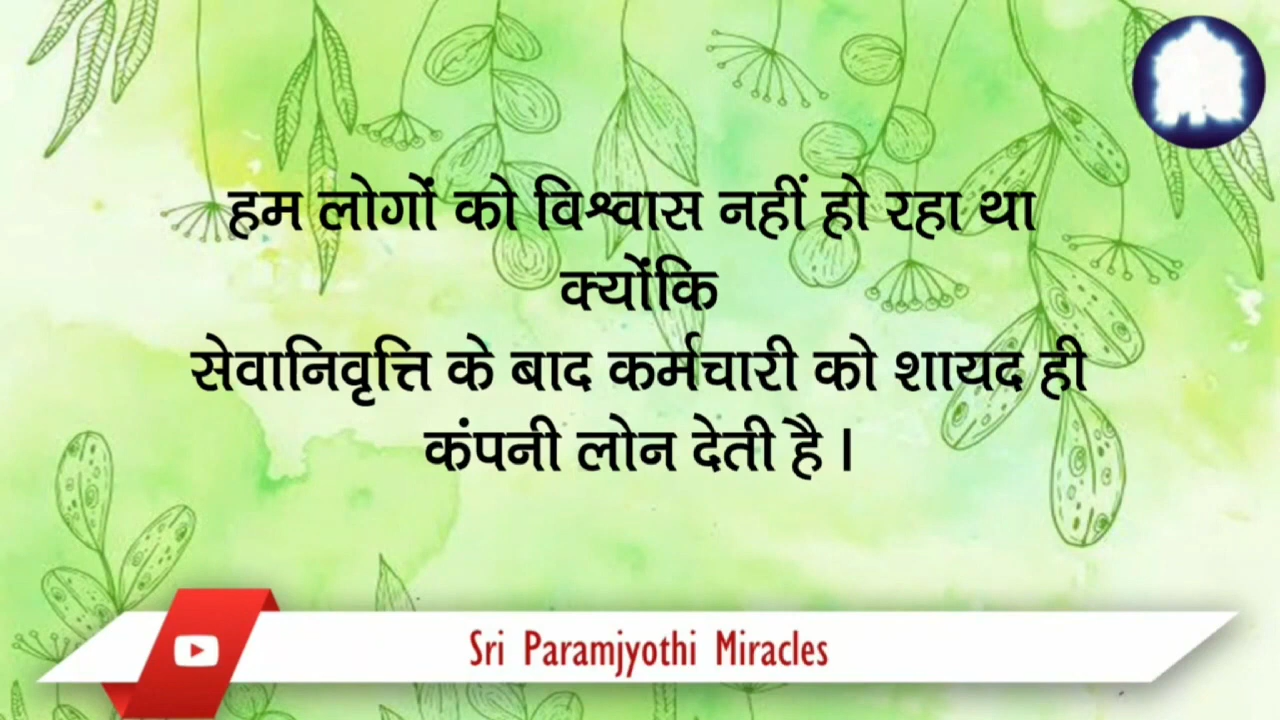 हम लोगों को विश्वास नहीं हो रहा था
क्योंकि
सेवानिवृत्ति के बाद कर्मचारी को शायद ही
कंपनी लोन देती है ।
Sri Paramjyothi Miracles